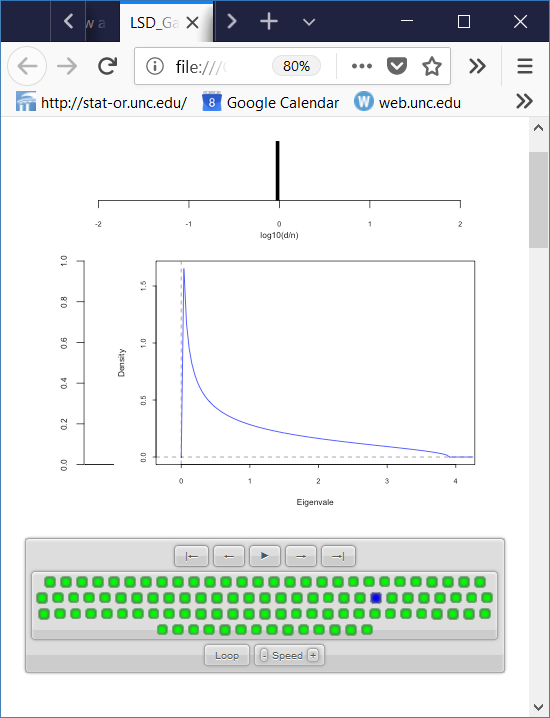 w a
LSD_Ga
file:///
80%
http://stat-or.unc.edu/
8
Google Calendar
W
web.unc.edu
-2 -1 0 1 2
log10(d/n)
1.0
0.8
0.6
0.4
0.2
0.0
Density
1.5
1.0
0.5
0.0
0 1 2 3 4
Eigenvale
Loop
- Speed +